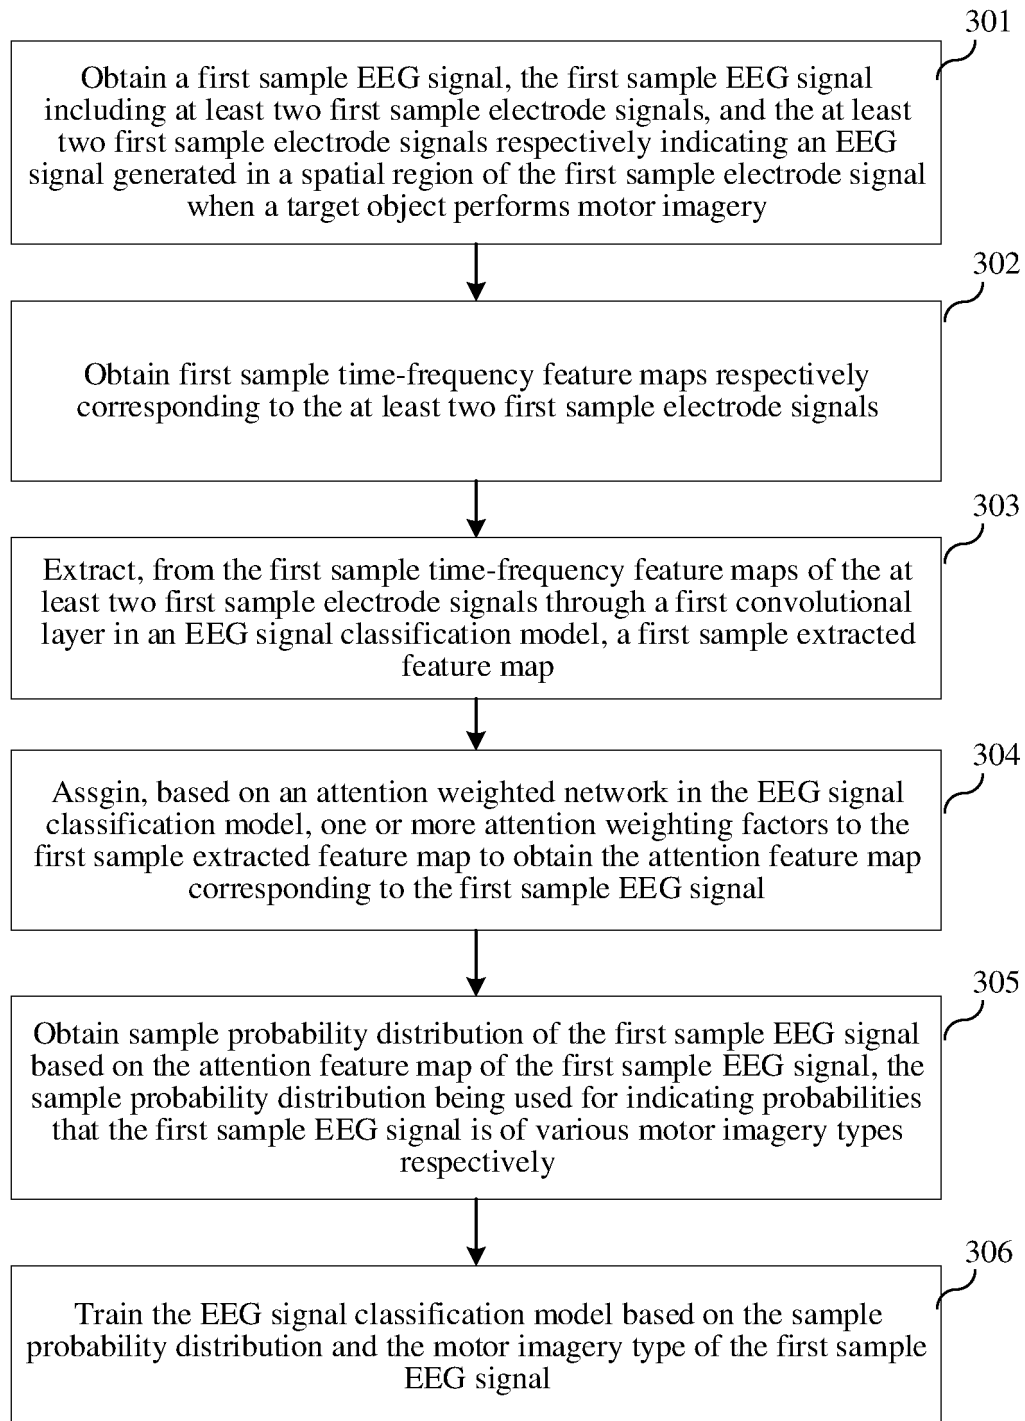 301
Obtain a first sample EEG signal, the first sample EEG signal
including at least two first sample electrode signals, and the at least
two first sample electrode signals respectively indicating an EEG
signal generated in a spatial region of the first sample electrode signal
when a target object performs motor imagery
302
Obtain first sample time-frequency feature maps respectively
corresponding to the at least two first sample electrode signals
303
Extract, from the first sample time-frequency feature maps of the at
least two first sample electrode signals through a first convolutional
layer in an EEG signal classification model, a first sample extracted
feature map
304
Assgin, based on an attention weighted network in the EEG signal
classification model, one or more attention weighting factors to the
first sample extracted feature map to obtain the attention feature map
corresponding to the first sample EEG signal
305
Obtain sample probability distribution of the first sample EEG signal
based on the attention feature map of the first sample EEG signal, the
sample probability distribution being used for indicating probabilities
that the first sample EEG signal is of various motor imagery types
respectively
306
Train the EEG signal classification model based on the sample
probability distribution and the motor imagery type of the first sample
EEG signal